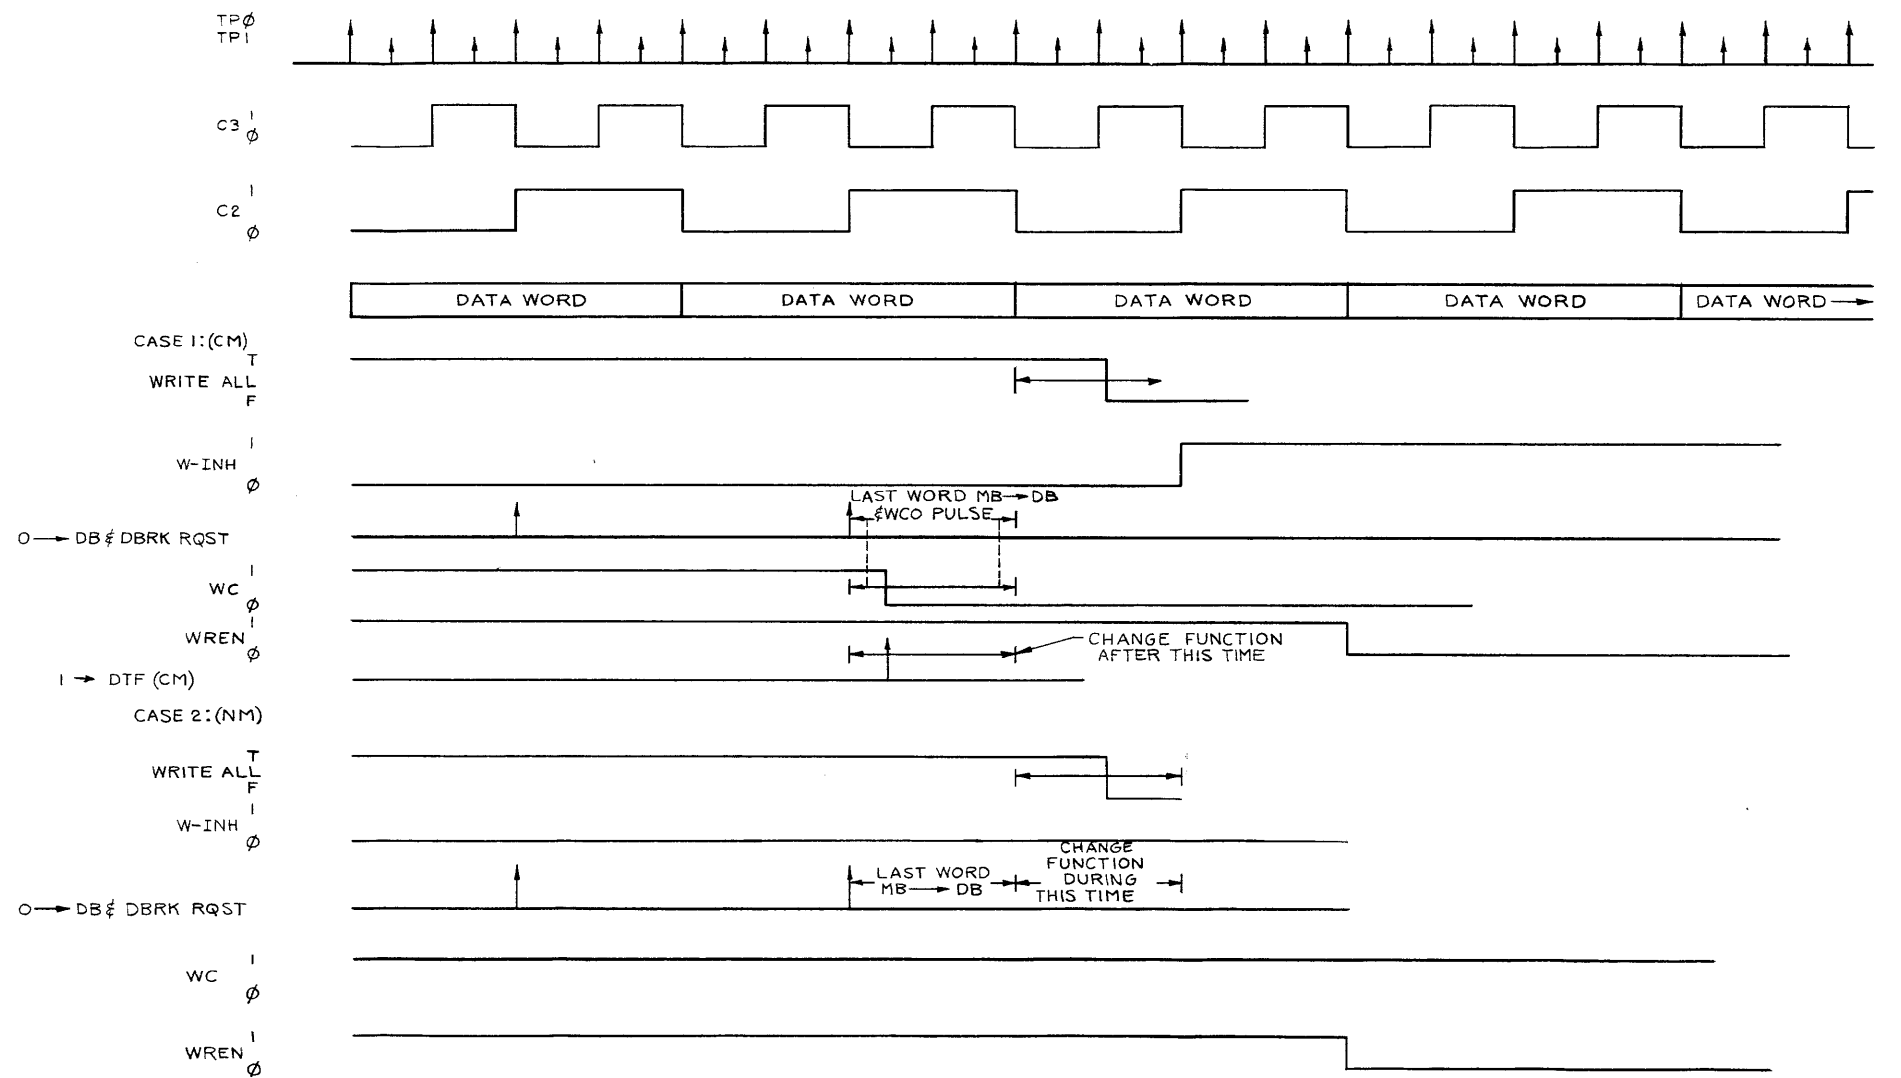 TPØ
TP1
C3 1
Ø
C2 1
Ø
DATA WORD DATA WORD DATA WORD DATA WORD DATA WORD →
CASE 1:(CM)
T
WRITE ALL
F
1
W-INH
Ø
LAST WORD MB → DB
& WCO PULSE
0 → DB & DBRK RQST
1
WC
Ø
1
WREN
Ø
CHANGE FUNCTION
AFTER THIS TIME
1 → DTF (CM)
CASE 2:(NM)
T
WRITE ALL
F
1
W-INH
Ø
CHANGE
FUNCTION
DURING
THIS TIME
LAST WORD
MB → DB
0 → DB & DBRK RQST
1
WC
Ø
1
WREN
Ø